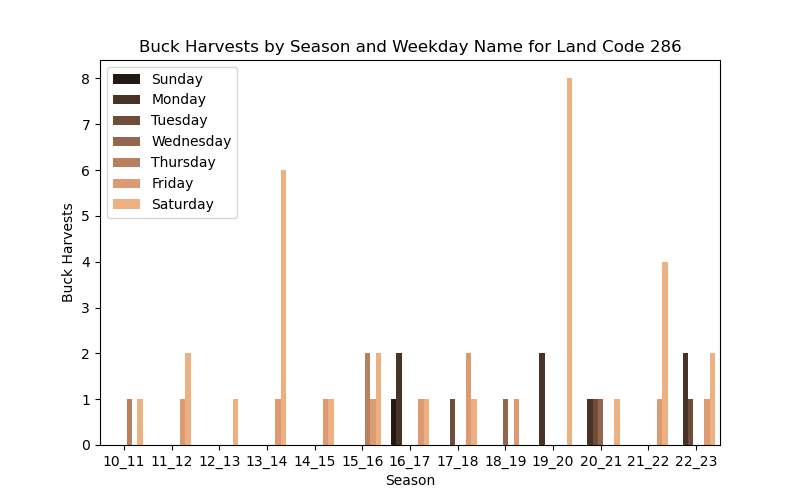 Buck Harvests by Season and Weekday Name for Land Code 286
Sunday
Monday
Tuesday
Wednesday
Thursday
Friday
Saturday
8
7
6
5
4
3
2
1
0
Buck Harvests
10_11 11_12 12_13 13_14 14_15 15_16 16_17 17_18 18_19 19_20 20_21 21_22 22_23
Season